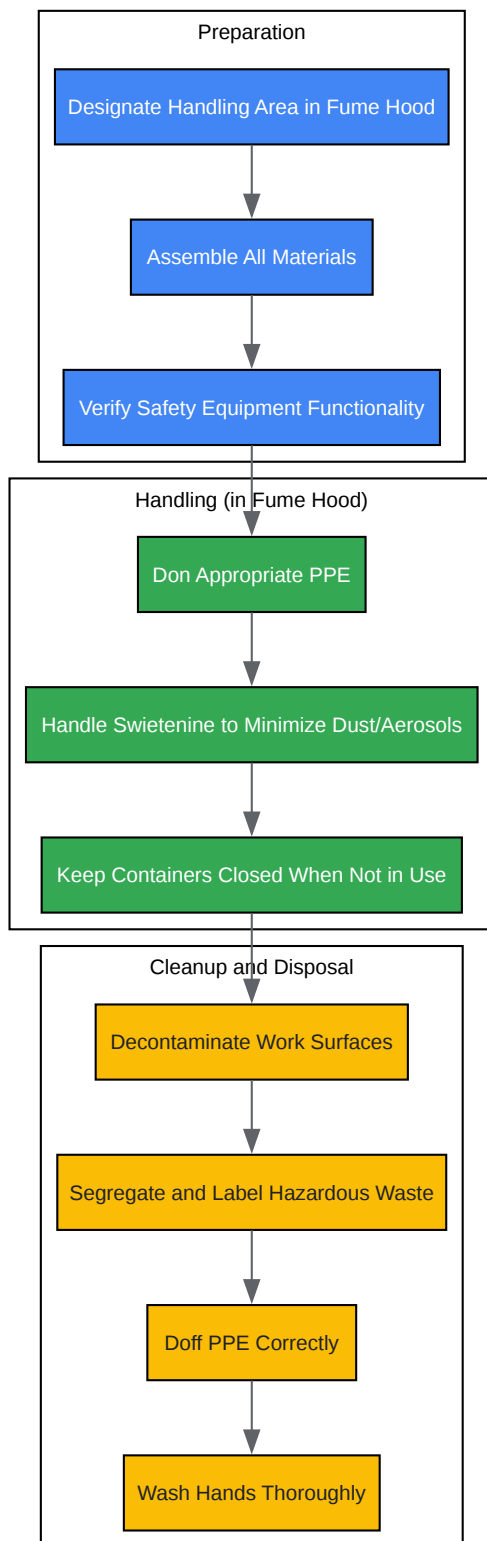 Preparation
Designate Handling Area in Fume Hood
Assemble All Materials
Verify Safety Equipment Functionality
Handling (in Fume Hood)
Don Appropriate PPE
Handle Swietenine to Minimize Dust/Aerosols
Keep Containers Closed When Not in Use
Cleanup and Disposal
Decontaminate Work Surfaces
Segregate and Label Hazardous Waste
Doff PPE Correctly
Wash Hands Thoroughly